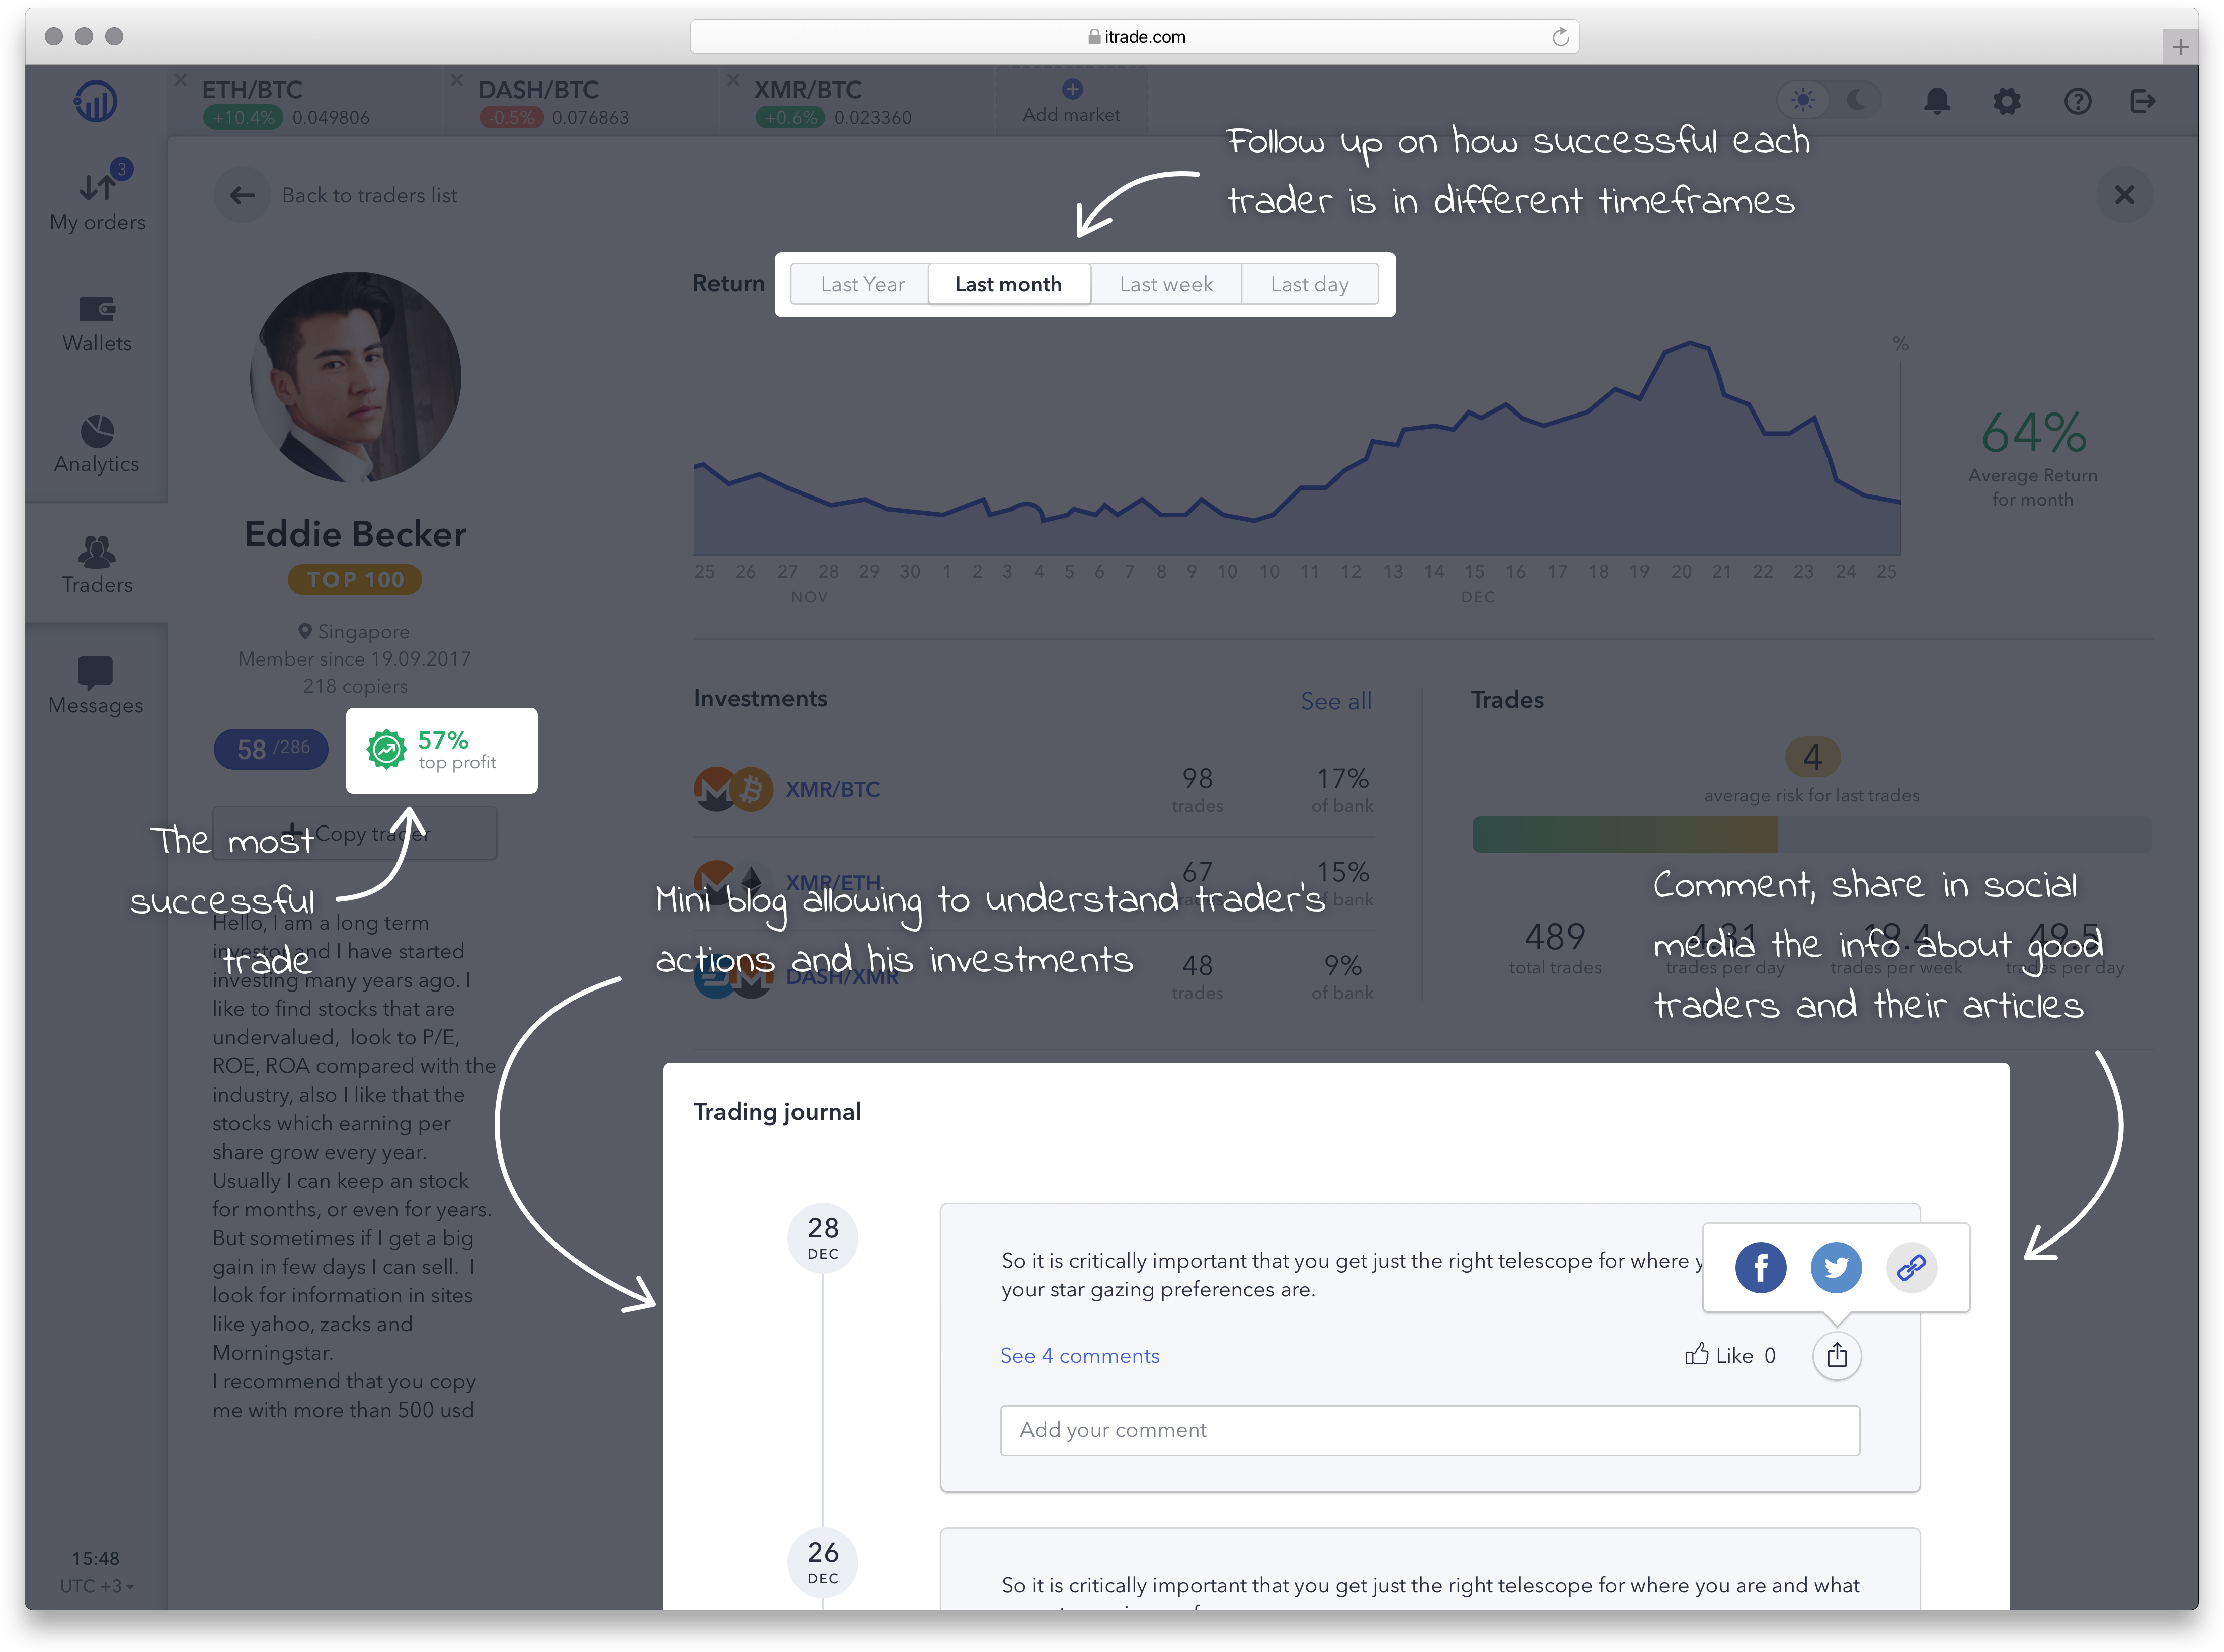 itrade.com
ETH/BTC
+10.4% 0.049806
DASH/BTC
-0.5% 0.076863
XMR/BTC
+0.6% 0.023360
Add market
Follow up on how successful each
trader is in different timeframes
3
My orders
Wallets
Analytics
Traders
Messages
15:48
UTC +3
Back to traders list
Eddie Becker
TOP 100
Singapore
Member since 19.09.2017
218 copiers
58 /286
57%
top profit
Copy trader
The most
successful
trade
Hello, I am a long term
investor and I have started
investing many years ago. I
like to find stocks that are
undervalued, look to P/E,
ROE, ROA compared with the
industry, also I like that the
stocks which earning per
share grow every year.
Usually I can keep an stock
for months, or even for years.
But sometimes if I get a big
gain in few days I can sell. I
look for information in sites
like yahoo, zacks and
Morningstar.
I recommend that you copy
me with more than 500 usd
Return Last Year Last month Last week Last day
%
64%
Average Return
for month
25 26 27 28 29 30 1 2 3 4 5 6 7 8 9 10 10 11 12 13 14 15 16 17 18 19 20 21 22 23 24 25
NOV DEC
Investments See all
XMR/BTC 98 trades 17% of bank
XMR/ETH 67 trades 15% of bank
DASH/XMR 48 trades 9% of bank
Mini blog allowing to understand trader's
actions and his investments
Trades
4
average risk for last trades
489 total trades
4.31 trades per day
19.4 trades per week
49.5 trades per day
Comment, share in social
media the info about good
traders and their articles
Trading journal
28
DEC
So it is critically important that you get just the right telescope for where y
your star gazing preferences are.
See 4 comments
Like 0
Add your comment
26
DEC
So it is critically important that you get just the right telescope for where you are and what